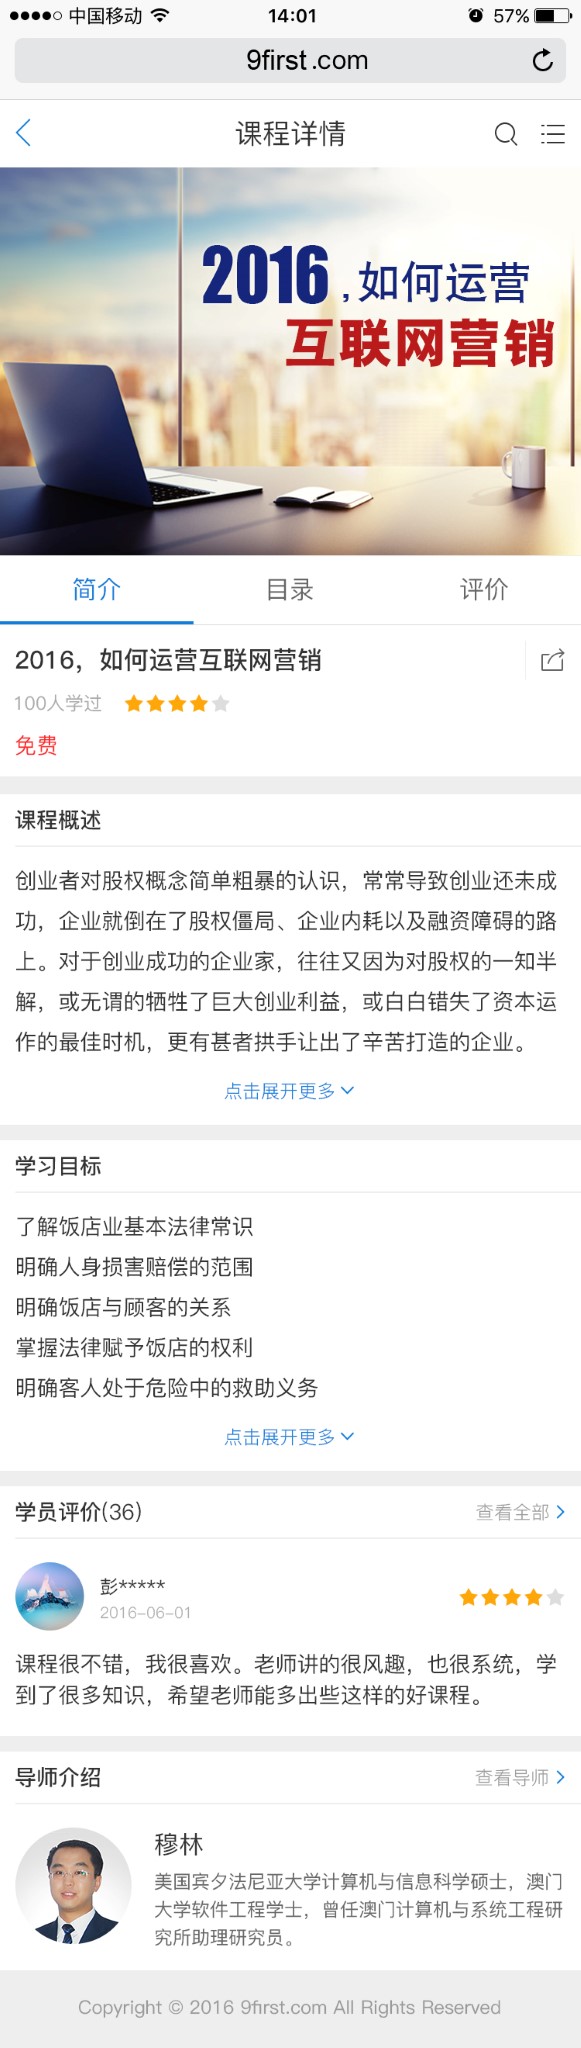 中国移动 14:01 57%
9first.com
课程详情
2016,如何运营
互联网营销
简介 目录 评价
2016，如何运营互联网营销
100人学过
免费
课程概述
创业者对股权概念简单粗暴的认识，常常导致创业还未成
功，企业就倒在了股权僵局、企业内耗以及融资障碍的路
上。对于创业成功的企业家，往往又因为对股权的一知半
解，或无谓的牺牲了巨大创业利益，或白白错失了资本运
作的最佳时机，更有甚者拱手让出了辛苦打造的企业。
点击展开更多
学习目标
了解饭店业基本法律常识
明确人身损害赔偿的范围
明确饭店与顾客的关系
掌握法律赋予饭店的权利
明确客人处于危险中的救助义务
点击展开更多
学员评价(36) 查看全部
彭*****
2016-06-01
课程很不错，我很喜欢。老师讲的很风趣，也很系统，学
到了很多知识，希望老师能多出些这样的好课程。
导师介绍 查看导师
穆林
美国宾夕法尼亚大学计算机与信息科学硕士，澳门
大学软件工程学士，曾任澳门计算机与系统工程研
究所助理研究员。
Copyright © 2016 9first.com All Rights Reserved